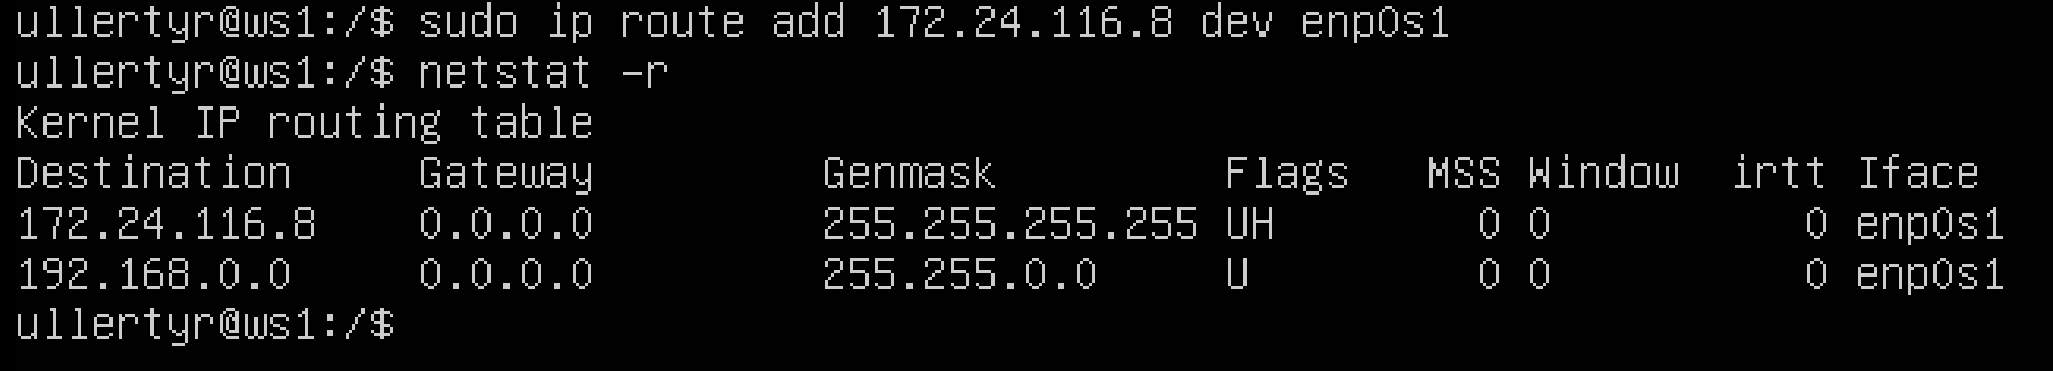 ullertyr@ws1:/$ sudo ip route add 172.24.116.8 dev enp0s1
ullertyr@ws1:/$ netstat -r
Kernel IP routing table
Destination     Gateway         Genmask         Flags   MSS Window  irtt Iface
172.24.116.8    0.0.0.0         255.255.255.255 UH        0 0          0 enp0s1
192.168.0.0     0.0.0.0         255.255.0.0     U         0 0          0 enp0s1
ullertyr@ws1:/$